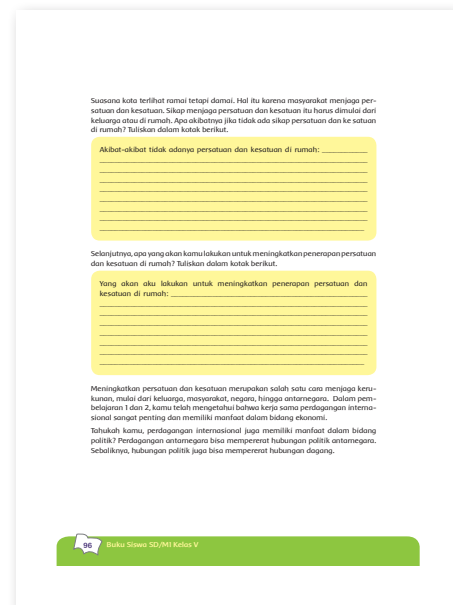 Suasana kota terlihat ramai tetapi damai. Hal itu karena masyarakat menjaga per-
satuan dan kesatuan. Sikap menjaga persatuan dan kesatuan itu harus dimulai dari
keluarga atau di rumah. Apa akibatnya jika tidak ada sikap persatuan dan ke satuan
di rumah? Tuliskan dalam kotak berikut.
Akibat-akibat tidak adanya persatuan dan kesatuan di rumah:
Selanjutnya, apa yang akan kamu lakukan untuk meningkatkan penerapan persatuan
dan kesatuan di rumah? Tuliskan dalam kotak berikut.
Yang akan aku lakukan untuk meningkatkan penerapan persatuan dan
kesatuan di rumah:
Meningkatkan persatuan dan kesatuan merupakan salah satu cara menjaga keru-
kunan, mulai dari keluarga, masyarakat, negara, hingga antarnegara. Dalam pem-
belajaran 1 dan 2, kamu telah mengetahui bahwa kerja sama perdagangan interna-
sional sangat penting dan memiliki manfaat dalam bidang ekonomi.
Tahukah kamu, perdagangan internasional juga memiliki manfaat dalam bidang
politik? Perdagangan antarnegara bisa mempererat hubungan politik antarnegara.
Sebaliknya, hubungan politik juga bisa mempererat hubungan dagang.
96 Buku Siswa SD/MI Kelas V